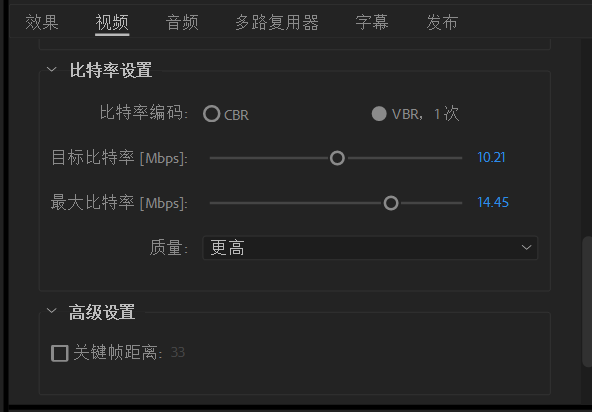 效果 视频 音频 多路复用器 字幕 发布
比特率设置
比特率编码: CBR VBR，1 次
目标比特率 [Mbps]: 10.21
最大比特率 [Mbps]: 14.45
质量: 更高
高级设置
关键帧距离: 33